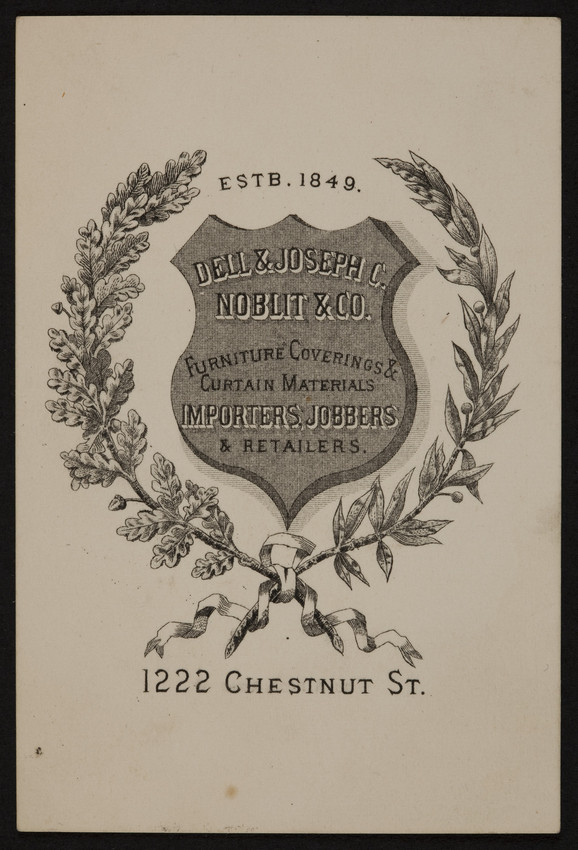 ESTB. 1849.
DELL & JOSEPH C.
NOBLIT & CO.
FURNITURE COVERINGS &
CURTAIN MATERIALS
IMPORTERS, JOBBERS
& RETAILERS.
1222 CHESTNUT ST.